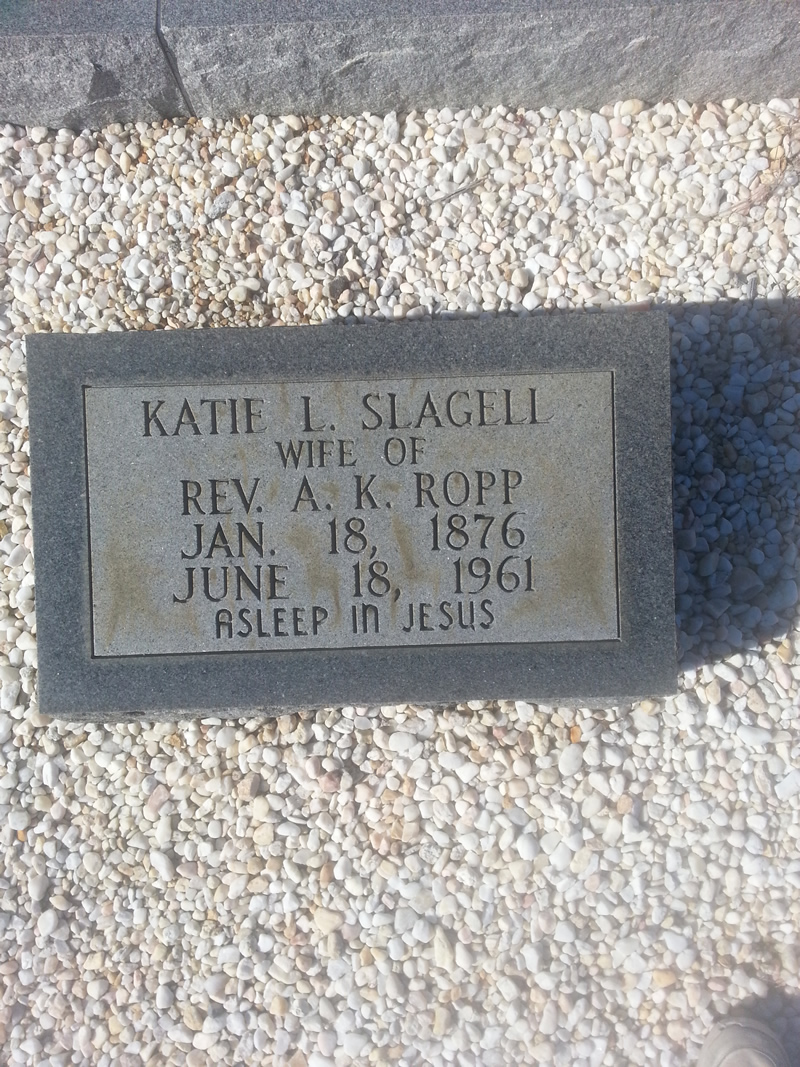 KATIE L. SLAGELL
WIFE OF
REV. A. K. ROPP
JAN. 18, 1876
JUNE 18, 1961
ASLEEP IN JESUS